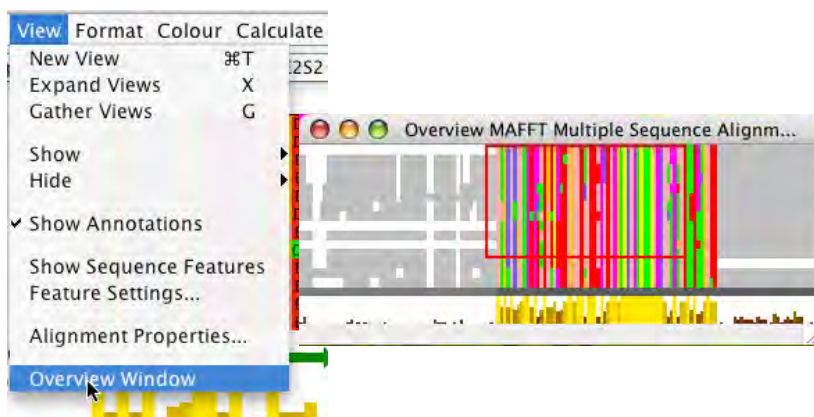 View Format Colour Calculate
New View ⌘T
Expand Views X
Gather Views G
Show
Hide
✔ Show Annotations
Show Sequence Features
Feature Settings...
Alignment Properties...
Overview Window
E2S2
Overview MAFFT Multiple Sequence Alignm...